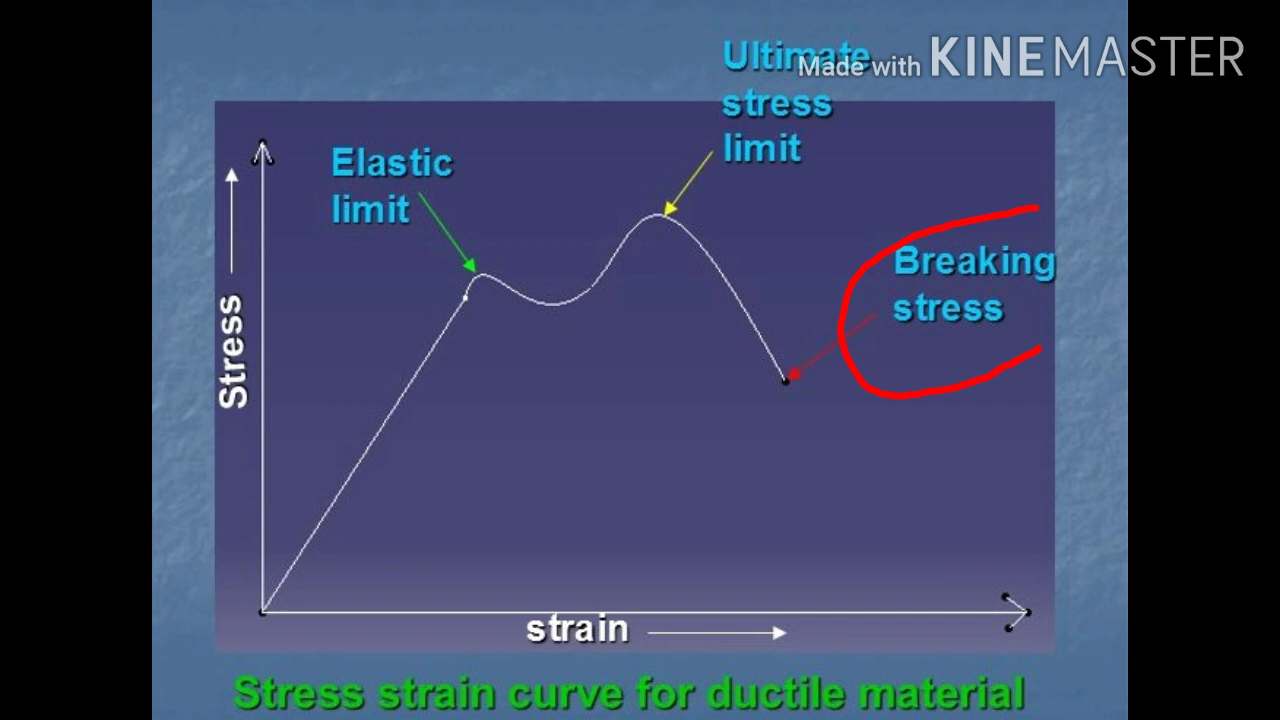 Made with KINEMASTER
Ultimate
stress
limit
Elastic
limit
Breaking
stress
Stress
strain
Stress strain curve for ductile material